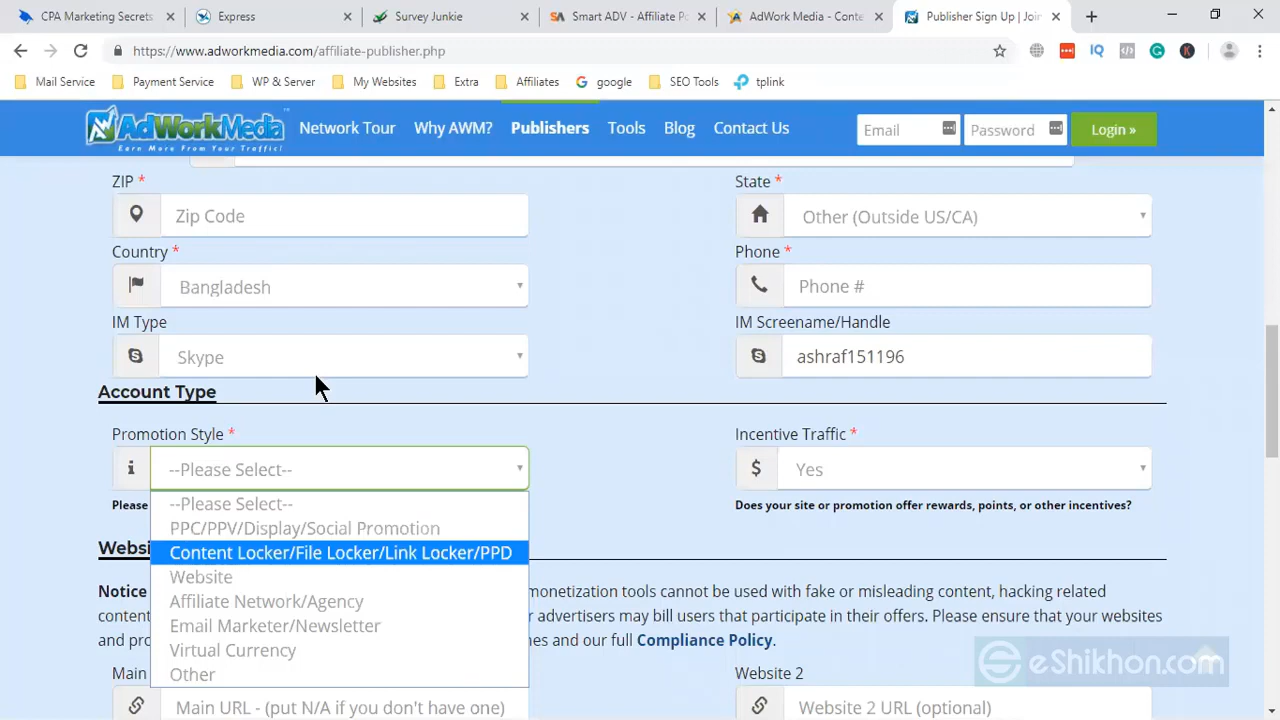 CPA Marketing Secrets
Express
Survey Junkie
Smart ADV - Affiliate Po
AdWork Media - Conte
Publisher Sign Up | Join
https://www.adworkmedia.com/affiliate-publisher.php
Mail Service
Payment Service
WP & Server
My Websites
Extra
Affiliates
google
SEO Tools
tplink
AdWorkMedia
Earn More From Your Traffic!
Network Tour
Why AWM?
Publishers
Tools
Blog
Contact Us
Email
Password
Login »
ZIP *
State *
Zip Code
Other (Outside US/CA)
Country *
Phone *
Bangladesh
Phone #
IM Type
IM Screename/Handle
Skype
ashraf151196
Account Type
Promotion Style *
Incentive Traffic *
--Please Select--
Yes
Please
Does your site or promotion offer rewards, points, or other incentives?
--Please Select--
PPC/PPV/Display/Social Promotion
Content Locker/File Locker/Link Locker/PPD
Website
Affiliate Network/Agency
Email Marketer/Newsletter
Virtual Currency
Other
Websi
Notice
monetization tools cannot be used with fake or misleading content, hacking related
conten
r advertisers may bill users that participate in their offers. Please ensure that your websites
and pro
nes and our full Compliance Policy.
eShikhon.com
Main
Website 2
Main URL - (put N/A if you don't have one)
Website 2 URL (optional)